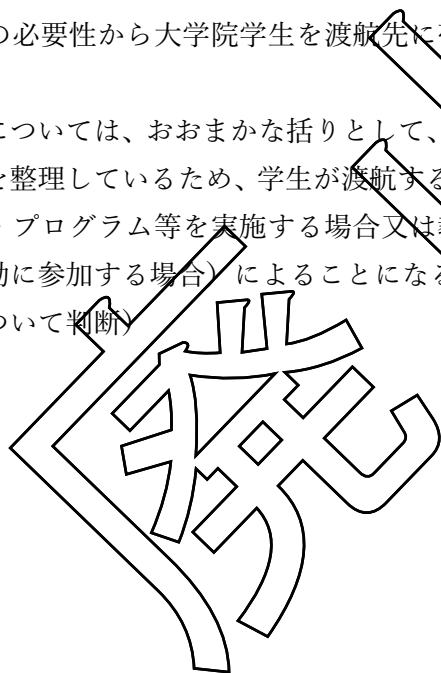 の必要性から大学院学生を渡航先に
については、おおまかな括りとして、
を整理しているため、学生が渡航する
・プログラム等を実施する場合又は
動に参加する場合）によることになる
ついて判断）
廃